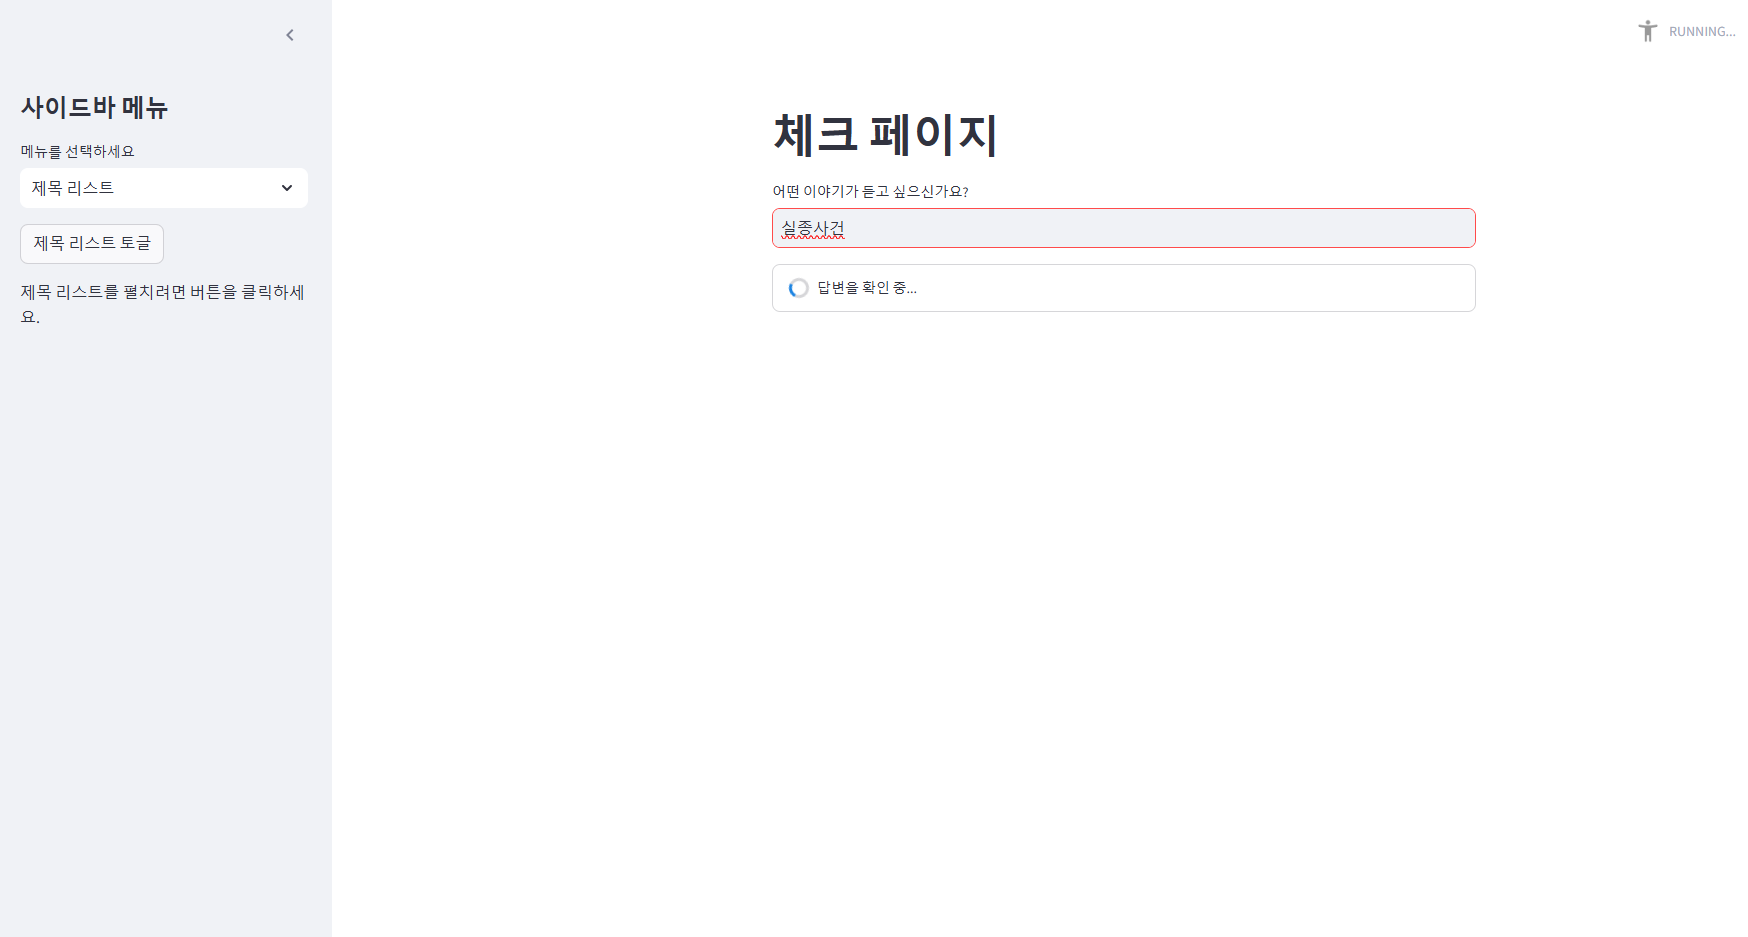 RUNNING...
사이드바 메뉴
메뉴를 선택하세요
제목 리스트
제목 리스트 토글
제목 리스트를 펼치려면 버튼을 클릭하세
요.
체크 페이지
어떤 이야기가 듣고 싶으신가요?
실종사건
답변을 확인 중...